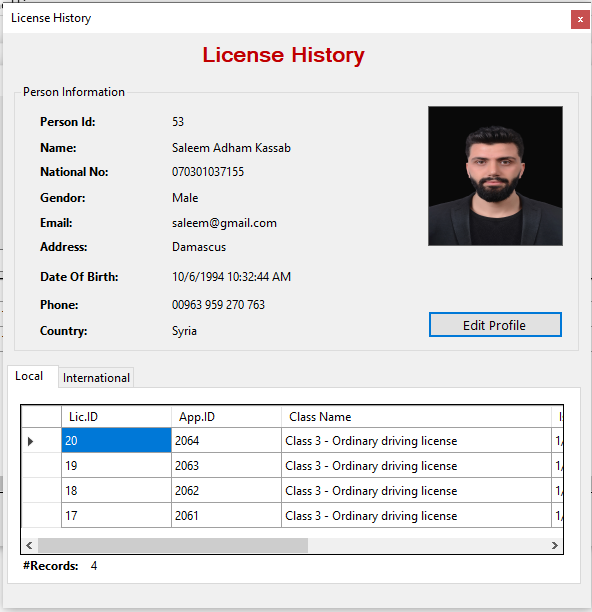 License History
x
License History
Person Information
Person Id: 53
Name: Saleem Adham Kassab
National No: 070301037155
Gendor: Male
Email: saleem@gmail.com
Address: Damascus
Date Of Birth: 10/6/1994 10:32:44 AM
Phone: 00963 959 270 763
Edit Profile
Country: Syria
Local International
Lic.ID App.ID Class Name
20 2064 Class 3 - Ordinary driving license 1/
19 2063 Class 3 - Ordinary driving license 1/
18 2062 Class 3 - Ordinary driving license 1/
17 2061 Class 3 - Ordinary driving license 1/
#Records: 4